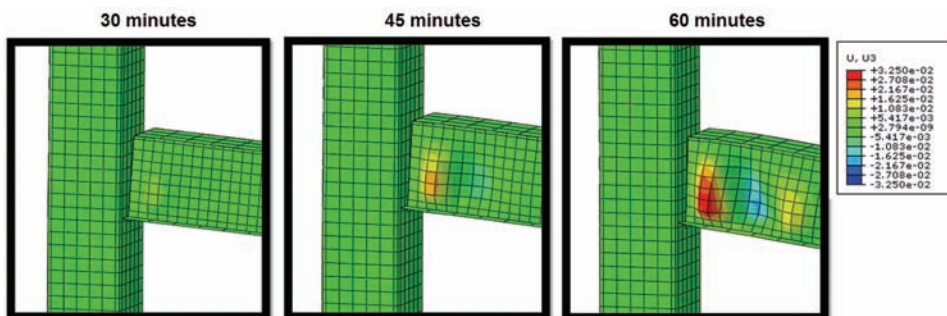 30 minutes
45 minutes
60 minutes
U, U3
+3.250e-02
+2.708e-02
+2.167e-02
+1.625e-02
+1.083e-02
+5.417e-03
+2.794e-09
-5.417e-03
-1.083e-02
-1.625e-02
-2.167e-02
-2.708e-02
-3.250e-02